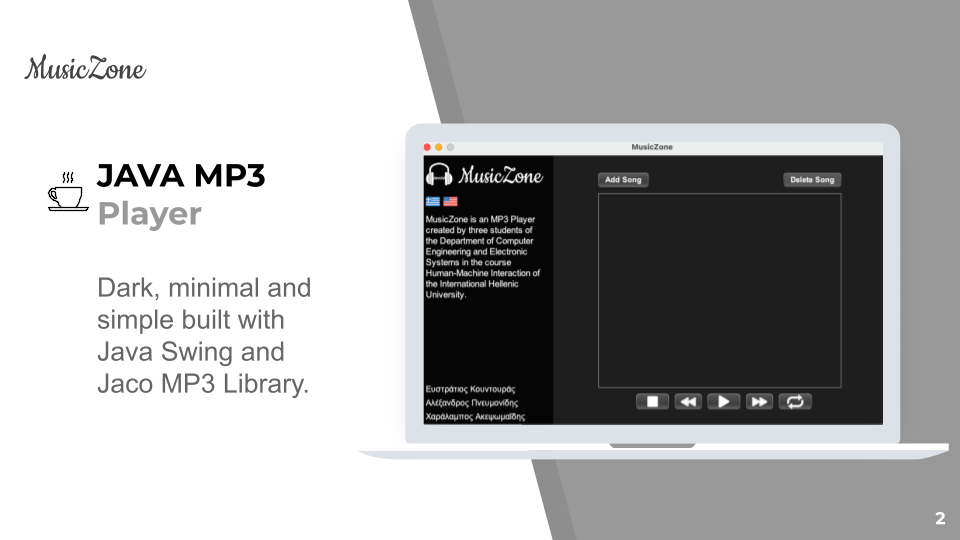 MusicZone
JAVA MP3
Player
Dark, minimal and
simple built with
Java Swing and
Jaco MP3 Library.
MusicZone
MusicZone
Add Song
Delete Song
MusicZone is an MP3 Player
created by three students of
the Department of Computer
Engineering and Electronic
Systems in the course
Human-Machine Interaction of
the International Hellenic
University.
Ευστράτιος Κουντουράς
Αλέξανδρος Πνευμονίδης
Χαράλαμπος Ακεψωμαΐδης
2